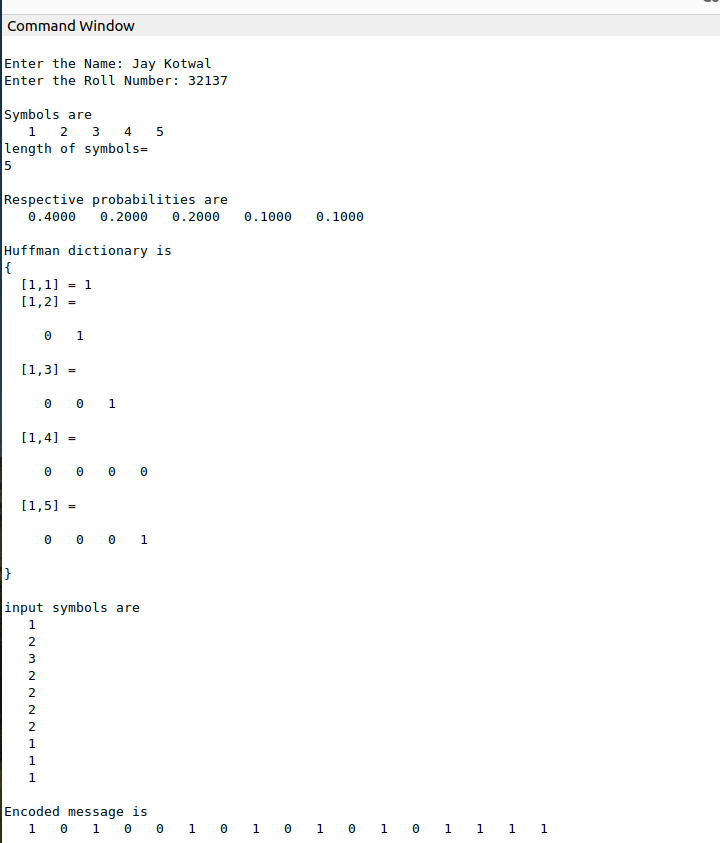 Command Window
Enter the Name: Jay Kotwal
Enter the Roll Number: 32137
Symbols are
1 2 3 4 5
length of symbols=
5
Respective probabilities are
0.4000 0.2000 0.2000 0.1000 0.1000
Huffman dictionary is
{
[1,1] = 1
[1,2] =
0 1
[1,3] =
0 0 1
[1,4] =
0 0 0 0
[1,5] =
0 0 0 1
}
input symbols are
1
2
3
2
2
2
2
1
1
1
Encoded message is
1 0 1 0 0 1 0 1 0 1 0 1 0 1 1 1 1